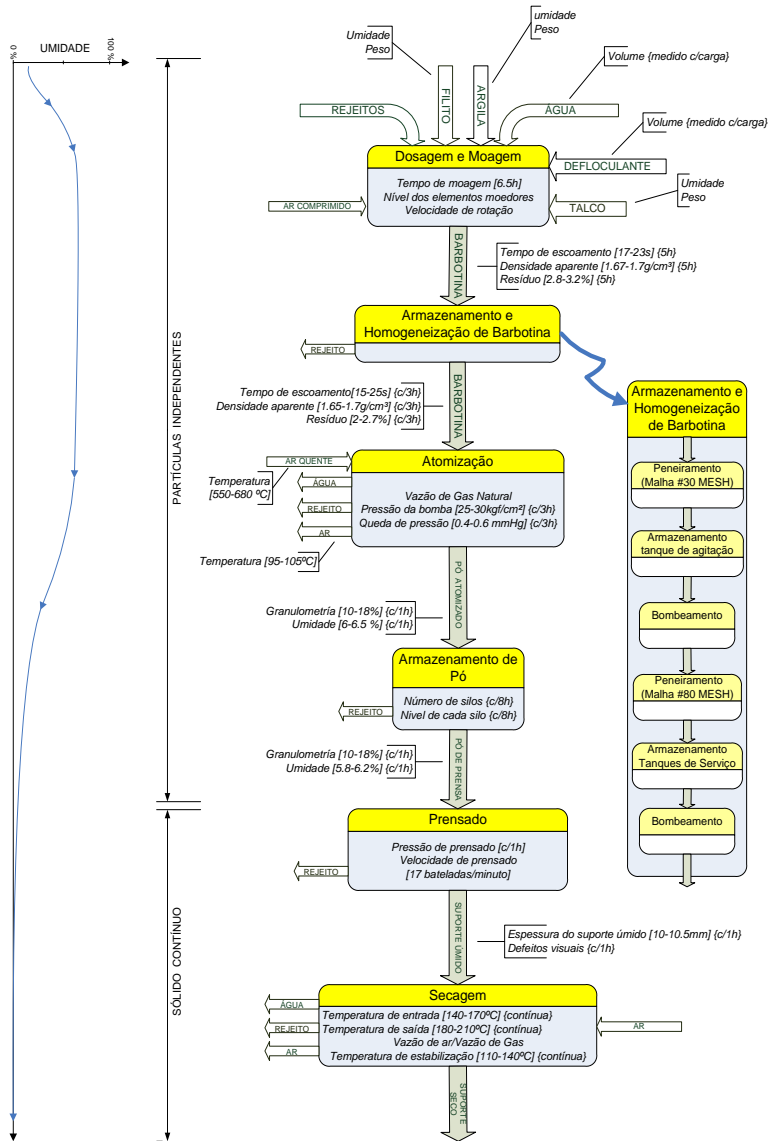 UMIDADE
0 %
100 %
PARTÍCULAS INDEPENDENTES
SÓLIDO CONTÍNUO
Umidade
Peso
umidade
Peso
Volume {medido c/carga}
REJEITOS
FILITO
ARGILA
ÁGUA
Volume {medido c/carga}
Dosagem e Moagem
DEFLOCULANTE
Tempo de moagem [6.5h]
Nível dos elementos moedores
Velocidade de rotação
AR COMPRIMIDO
TALCO
Umidade
Peso
BARBOTINA
Tempo de escoamento [17-23s] {5h}
Densidade aparente [1.67-1.7g/cm³] {5h}
Resíduo [2.8-3.2%] {5h}
Armazenamento e
Homogeneização de Barbotina
REJEITO
BARBOTINA
Tempo de escoamento[15-25s] {c/3h}
Densidade aparente [1.65-1.7g/cm³] {c/3h}
Resíduo [2-2.7%] {c/3h}
AR QUENTE
Temperatura
[550-680 ºC]
ÁGUA
REJEITO
AR
Temperatura [95-105ºC]
Atomização
Vazão de Gas Natural
Pressão da bomba [25-30kgf/cm²] {c/3h}
Queda de pressão [0.4-0.6 mmHg] {c/3h}
PÓ ATOMIZADO
Granulometría [10-18%] {c/1h}
Umidade [6-6.5 %] {c/1h}
Armazenamento de
Pó
Número de silos {c/8h}
Nivel de cada silo {c/8h}
REJEITO
PÓ DE PRENSA
Granulometría [10-18%] {c/1h}
Umidade [5.8-6.2%] {c/1h}
Prensado
Pressão de prensado [c/1h]
Velocidade de prensado
[17 bateladas/minuto]
REJEITO
SUPORTE ÚMIDO
Espessura do suporte úmido [10-10.5mm] {c/1h}
Defeitos visuais {c/1h}
Secagem
Temperatura de entrada [140-170ºC] {contínua}
Temperatura de saída [180-210ºC] {contínua}
Vazão de ar/Vazão de Gas
Temperatura de estabilização [110-140ºC] {contínua}
ÁGUA
REJEITO
AR
AR
SUPORTE
SECO
Armazenamento e
Homogeneização
de Barbotina
Peneiramento
(Malha #30 MESH)
Armazenamento
tanque de agitação
Bombeamento
Peneiramento
(Malha #80 MESH)
Armazenamento
Tanques de Serviço
Bombeamento